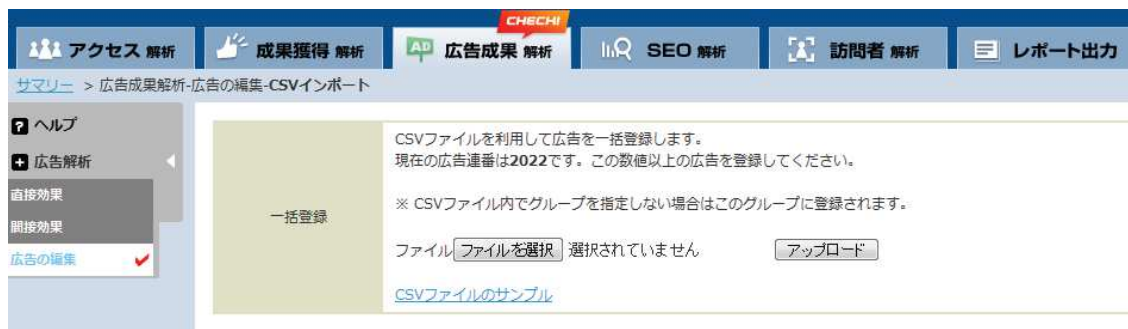 CHECH!
アクセス 解析
成果獲得 解析
AD 広告成果 解析
SEO 解析
訪問者 解析
レポート出力
サマリー > 広告成果解析-広告の編集-CSVインポート
? ヘルプ
+ 広告解析
直接効果
間接効果
広告の編集
一括登録
CSVファイルを利用して広告を一括登録します。
現在の広告連番は2022です。この数値以上の広告を登録してください。
※ CSVファイル内でグループを指定しない場合はこのグループに登録されます。
ファイル ファイルを選択 選択されていません アップロード
CSVファイルのサンプル